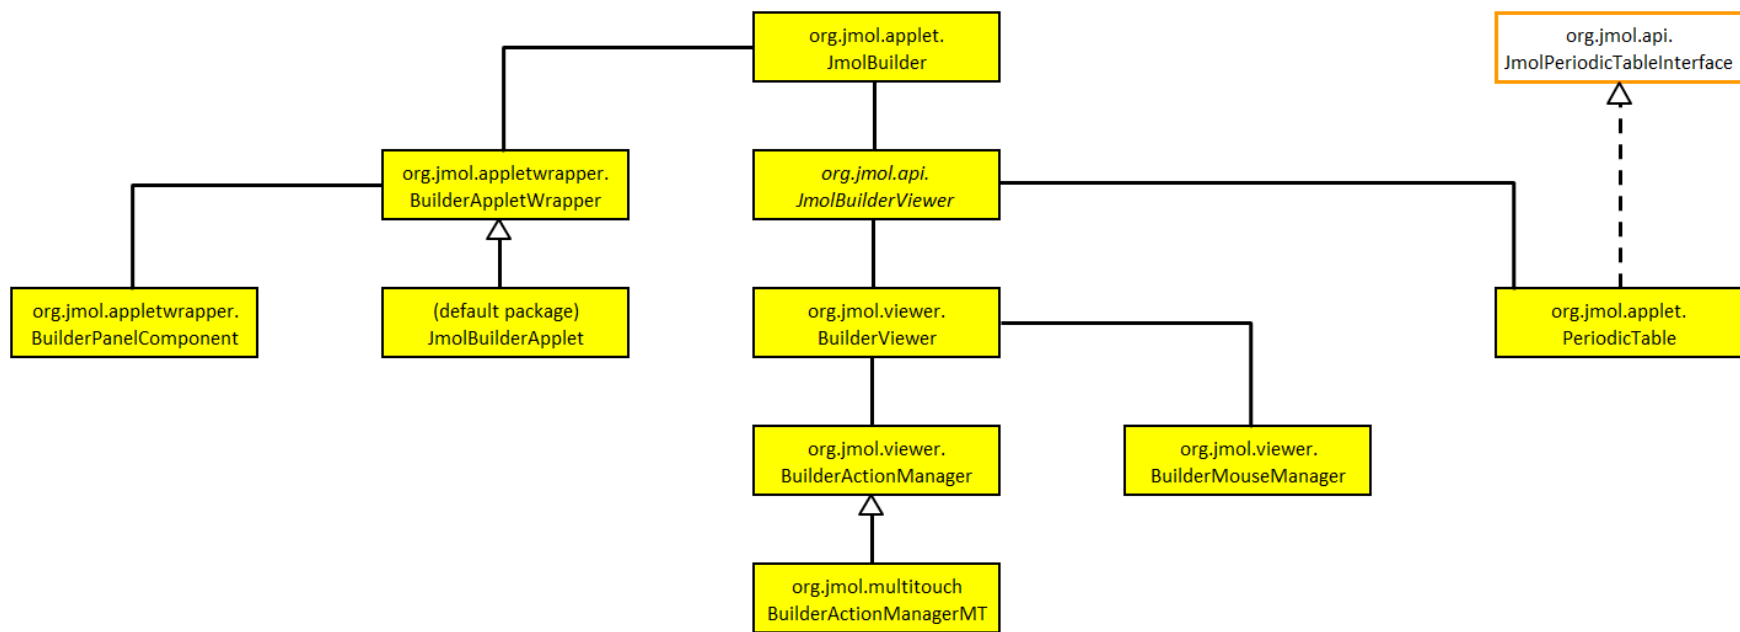 org.jmol.applet.
JmolBuilder
org.jmol.api.
JmolPeriodicTableInterface
org.jmol.appletwrapper.
BuilderAppletWrapper
org.jmol.api.
JmolBuilderViewer
org.jmol.appletwrapper.
BuilderPanelComponent
(default package)
JmolBuilderApplet
org.jmol.viewer.
BuilderViewer
org.jmol.applet.
PeriodicTable
org.jmol.viewer.
BuilderActionManager
org.jmol.viewer.
BuilderMouseManager
org.jmol.multitouch
BuilderActionManagerMT